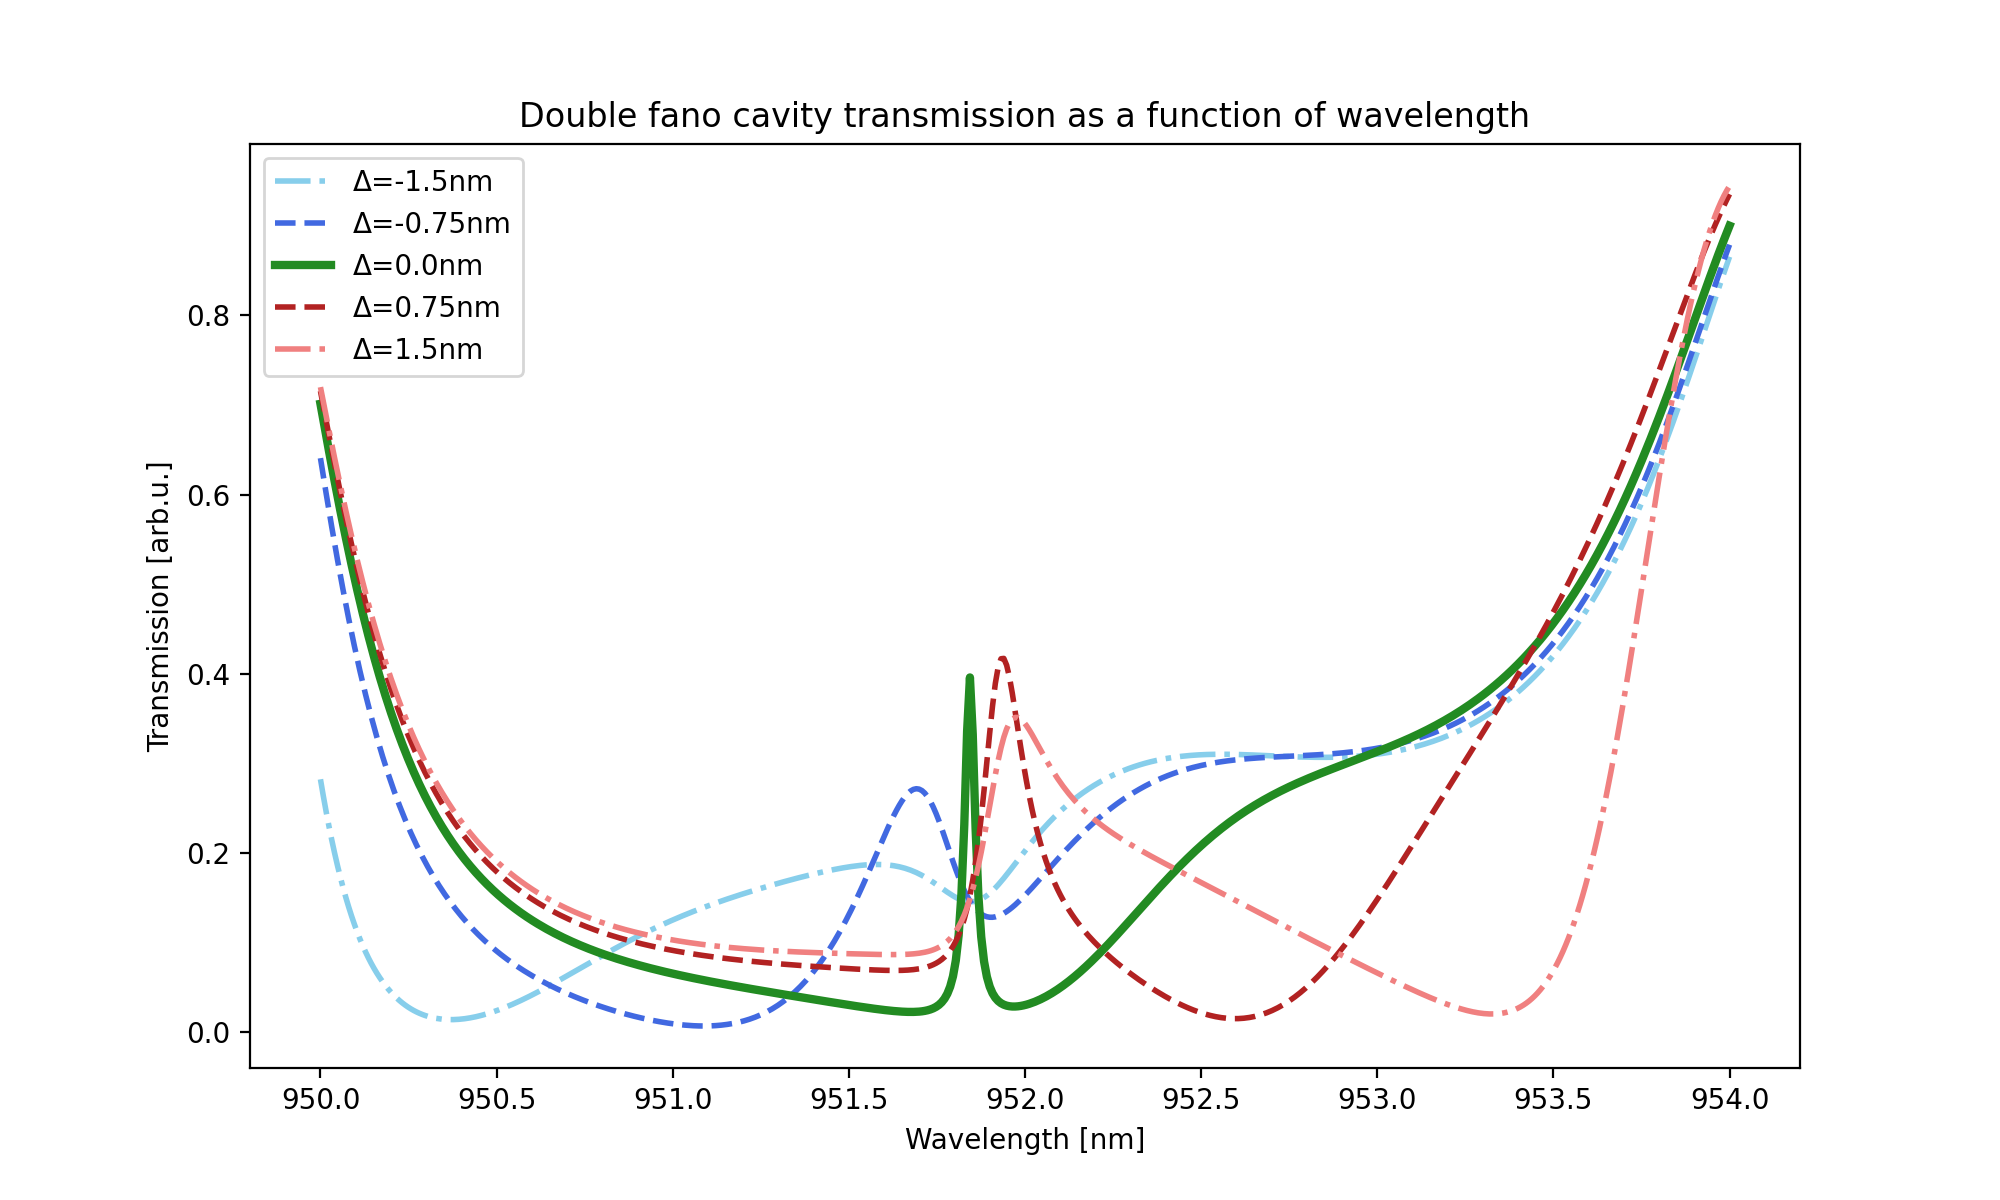 Double fano cavity transmission as a function of wavelength
Δ=-1.5nm
Δ=-0.75nm
Δ=0.0nm
Δ=0.75nm
Δ=1.5nm
0.8
0.6
0.4
0.2
0.0
Transmission [arb.u.]
950.0 950.5 951.0 951.5 952.0 952.5 953.0 953.5 954.0
Wavelength [nm]